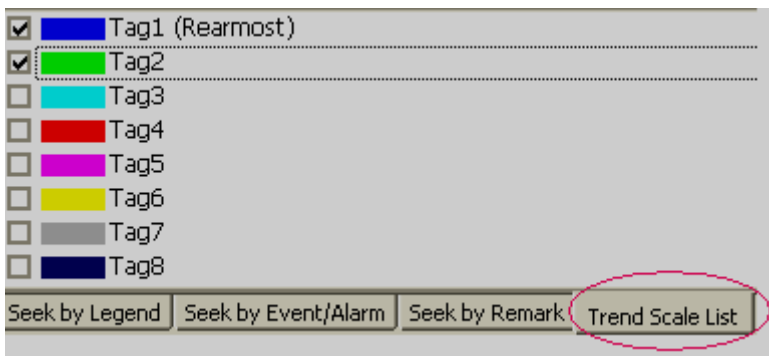 Tag1 (Rearmost)
Tag2
Tag3
Tag4
Tag5
Tag6
Tag7
Tag8
Seek by Legend Seek by Event/Alarm Seek by Remark Trend Scale List